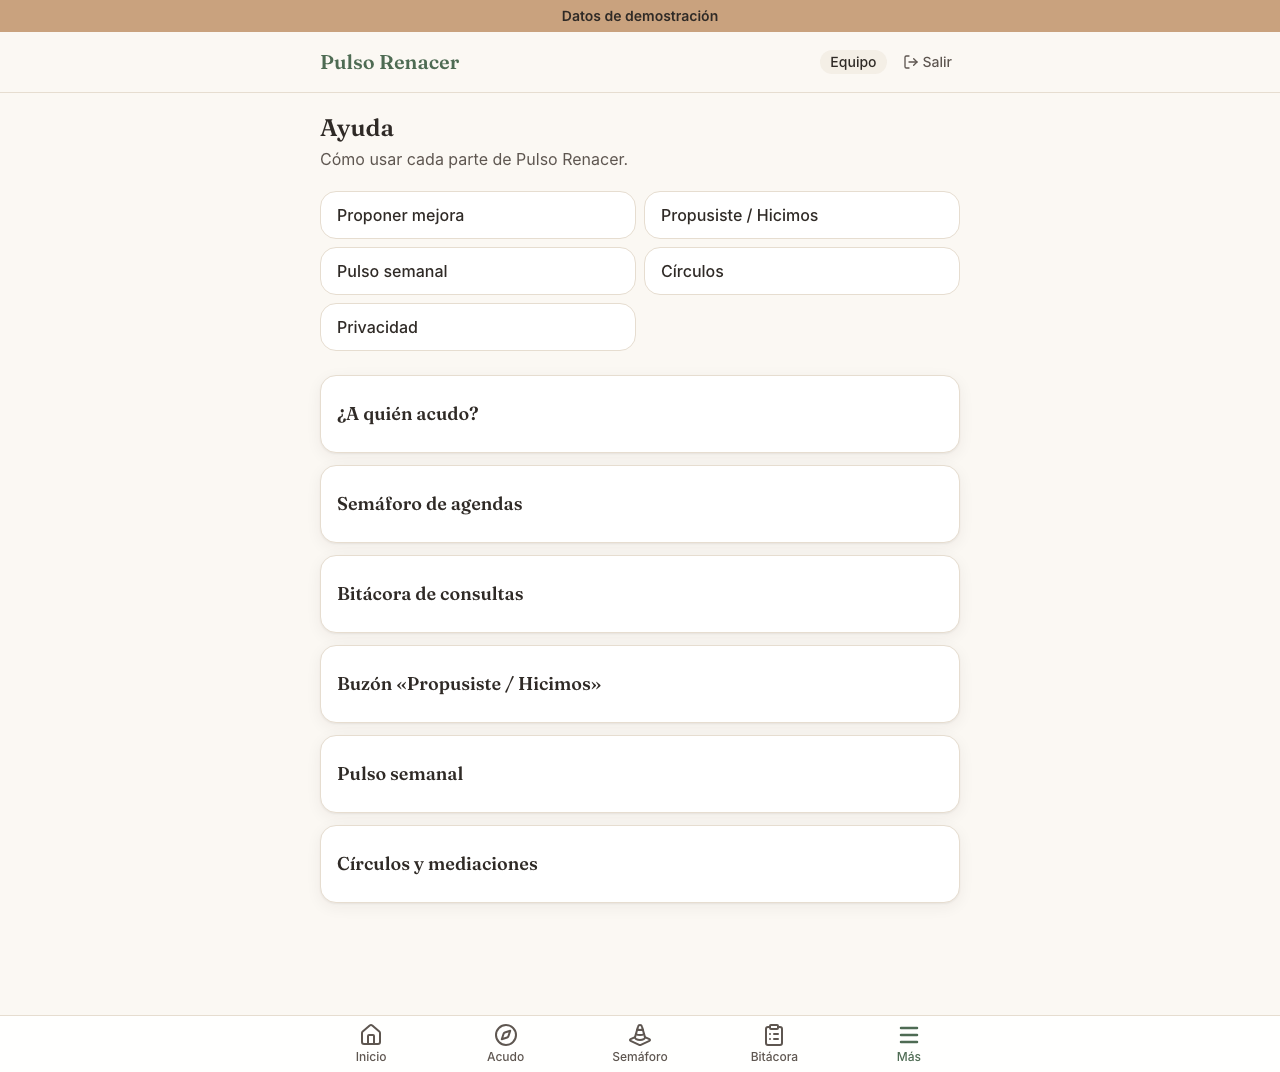 Datos de demostración
Pulso Renacer
Equipo
Salir
Ayuda
Cómo usar cada parte de Pulso Renacer.
Proponer mejora
Propusiste / Hicimos
Pulso semanal
Círculos
Privacidad
¿A quién acudo?
Semáforo de agendas
Bitácora de consultas
Buzón «Propusiste / Hicimos»
Pulso semanal
Círculos y mediaciones
Inicio
Acudo
Semáforo
Bitácora
Más